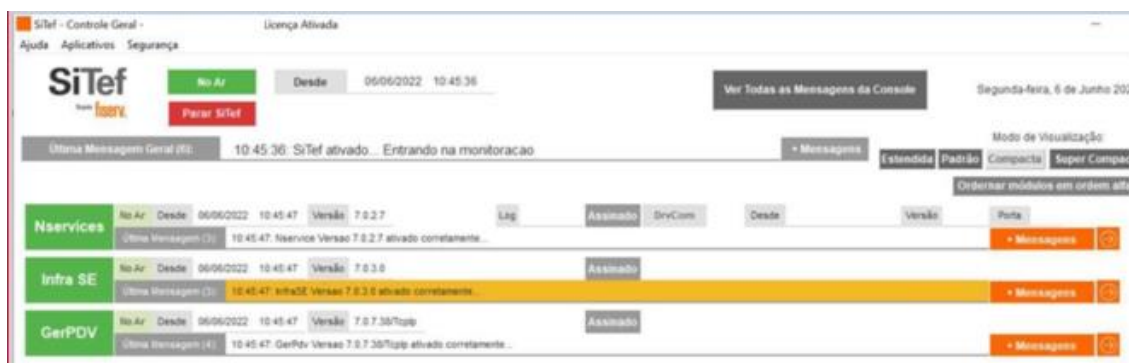 SiTef - Controle Geral - Licença Ativada
Ajuda Aplicativos Segurança
SiTef
from fiserv.
No Ar Desde 06/06/2022 10:45:36
Parar SiTef
Ver Todas as Mensagens da Console
Segunda-feira, 6 de Junho 202
Última Mensagem Geral (6): 10:45:36: SiTef ativado... Entrando na monitoracao + Mensagens
Modo de Visualização:
Estendida Padrão Compacta Super Compac
Ordernar módulos em ordem alfa
Nservices
No Ar Desde 06/06/2022 10:45:47 Versão 7.0.2.7 Log Assinado DrvCom Desde Versão Porta
Última Mensagem (3): 10:45:47: Nservice Versao 7.0.2.7 ativado corretamente... + Mensagens
Infra SE
No Ar Desde 06/06/2022 10:45:47 Versão 7.0.3.0 Assinado
Última Mensagem (3): 10:45:47: InfraSE Versao 7.0.3.0 ativado corretamente... + Mensagens
GerPDV
No Ar Desde 06/06/2022 10:45:47 Versão 7.0.7.38/Tcpip Assinado
Última Mensagem (4): 10:45:47: GerPdv Versao 7.0.7.38/Tcpip ativado corretamente... + Mensagens